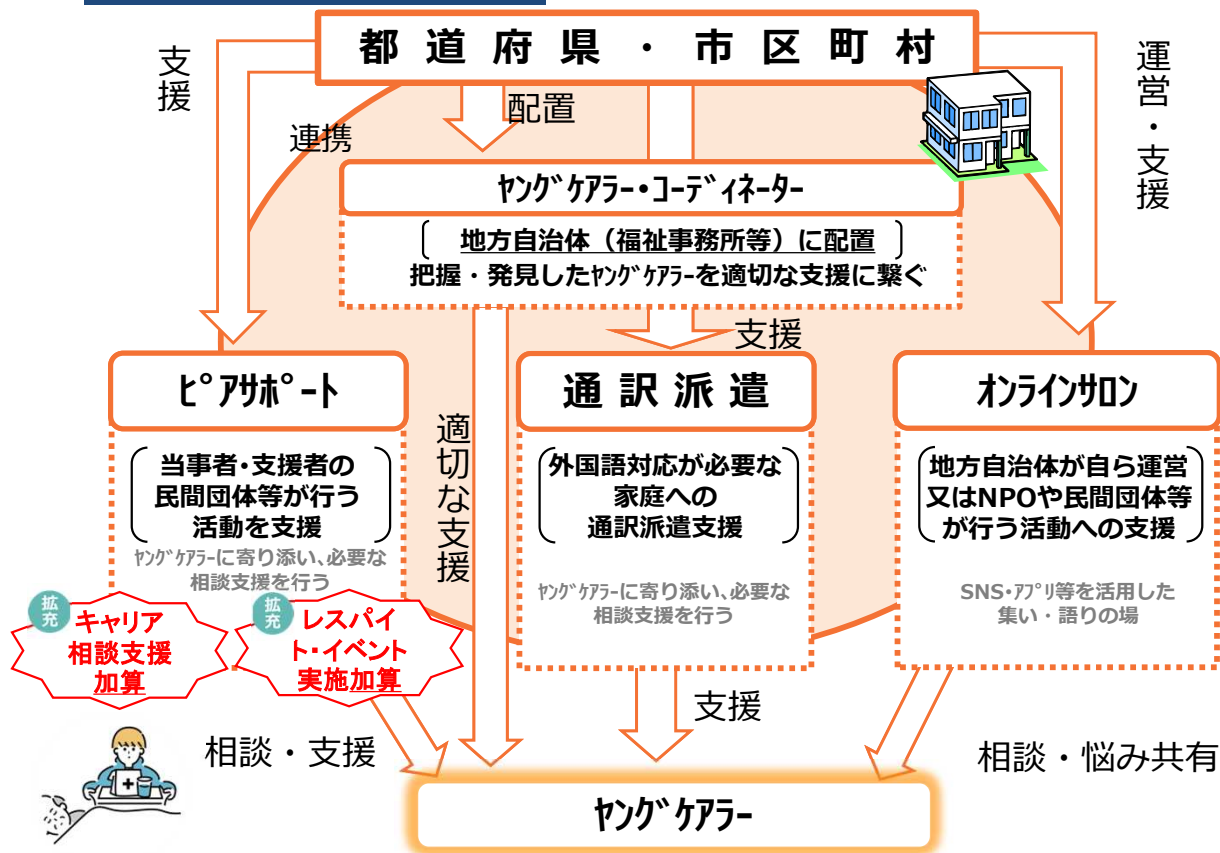 都道府県・市区町村
支援
運営・支援
配置
連携
ﾔﾝｸﾞｹｱﾗｰ・ｺｰﾃﾞｨﾈｰﾀｰ
地方自治体（福祉事務所等）に配置
把握・発見したﾔﾝｸﾞｹｱﾗｰを適切な支援に繋ぐ
支援
ﾋﾟｱｻﾎﾟｰﾄ
当事者・支援者の
民間団体等が行う
活動を支援
ﾔﾝｸﾞｹｱﾗｰに寄り添い、必要な
相談支援を行う
適切な支援
通訳派遣
外国語対応が必要な
家庭への
通訳派遣支援
ﾔﾝｸﾞｹｱﾗｰに寄り添い、必要な
相談支援を行う
ｵﾝﾗｲﾝｻﾛﾝ
地方自治体が自ら運営
又はNPOや民間団体等
が行う活動への支援
SNS・ｱﾌﾟﾘ等を活用した
集い・語りの場
拡充
キャリア
相談支援
加算
拡充
レスパイ
ト・イベント
実施加算
相談・支援
支援
相談・悩み共有
ﾔﾝｸﾞｹｱﾗｰ